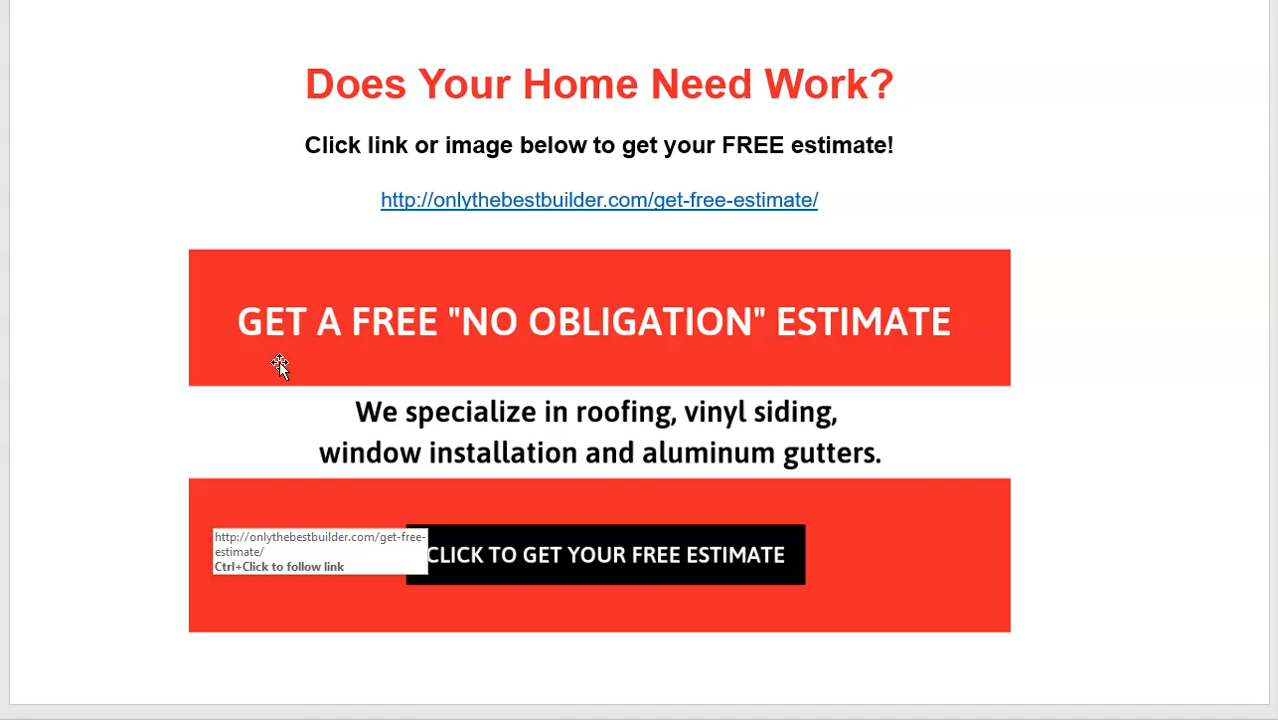 Does Your Home Need Work?
Click link or image below to get your FREE estimate!
http://onlythebestbuilder.com/get-free-estimate/
GET A FREE "NO OBLIGATION" ESTIMATE
We specialize in roofing, vinyl siding,
window installation and aluminum gutters.
http://onlythebestbuilder.com/get-free-
estimate/
Ctrl+Click to follow link
CLICK TO GET YOUR FREE ESTIMATE